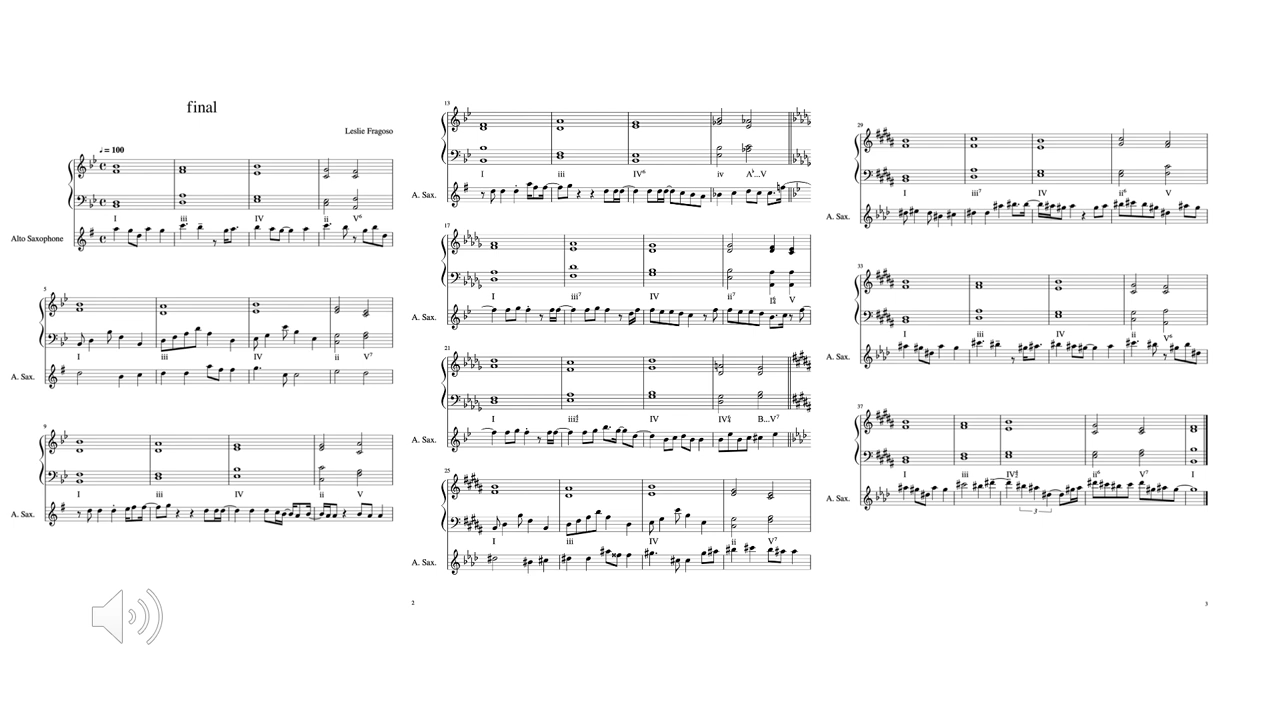 final
Leslie Fragoso
♩ = 100
I iii IV ii V⁶
Alto Saxophone
5
I iii IV ii V⁷
A. Sax.
9
I iii IV ii V
A. Sax.
2
13
I iii IV⁶ iv A♭...V
A. Sax.
17
I iii⁷ IV ii⁷ V
A. Sax.
21
I IV B...V⁷
A. Sax.
25
I iii IV ii V⁷
A. Sax.
29
I iii⁷ IV ii⁶ V
A. Sax.
33
I iii IV ii V⁶
A. Sax.
37
I iii ii⁶ V⁷ I
A. Sax.
3
3